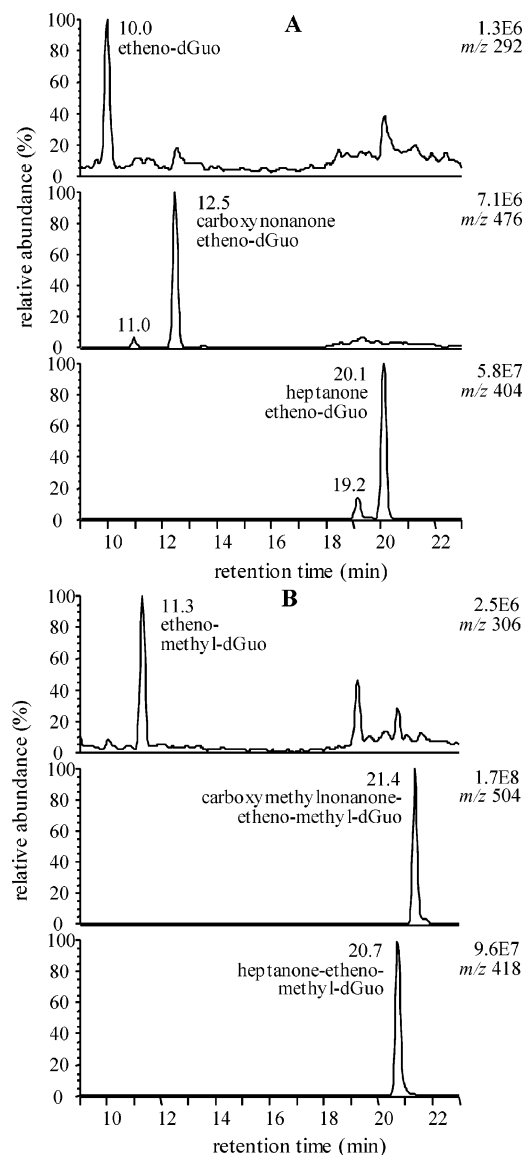 A
10.0
etheno-dGuo
1.3E6
m/z 292
100
80
60
40
20
0
12.5
carboxynonanone
etheno-dGuo
11.0
7.1E6
m/z 476
100
80
60
40
20
0
20.1
heptanone
etheno-dGuo
19.2
5.8E7
m/z 404
100
80
60
40
20
0
relative abundance (%)
10 12 14 16 18 20 22
retention time (min)
B
11.3
etheno-
methyl-dGuo
2.5E6
m/z 306
100
80
60
40
20
0
21.4
carboxymethylnonanone-
etheno-methyl-dGuo
1.7E8
m/z 504
100
80
60
40
20
0
20.7
heptanone-etheno-
methyl-dGuo
9.6E7
m/z 418
100
80
60
40
20
0
relative abundance (%)
10 12 14 16 18 20 22
retention time (min)